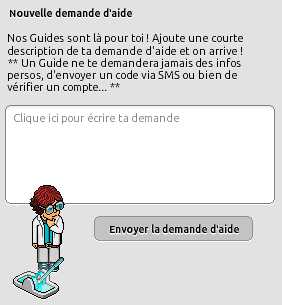 Nouvelle demande d'aide
Nos Guides sont là pour toi ! Ajoute une courte
description de ta demande d'aide et on arrive !
** Un Guide ne te demandera jamais des infos
persos, d'envoyer un code via SMS ou bien de
vérifier un compte... **
Clique ici pour écrire ta demande
Envoyer la demande d'aide